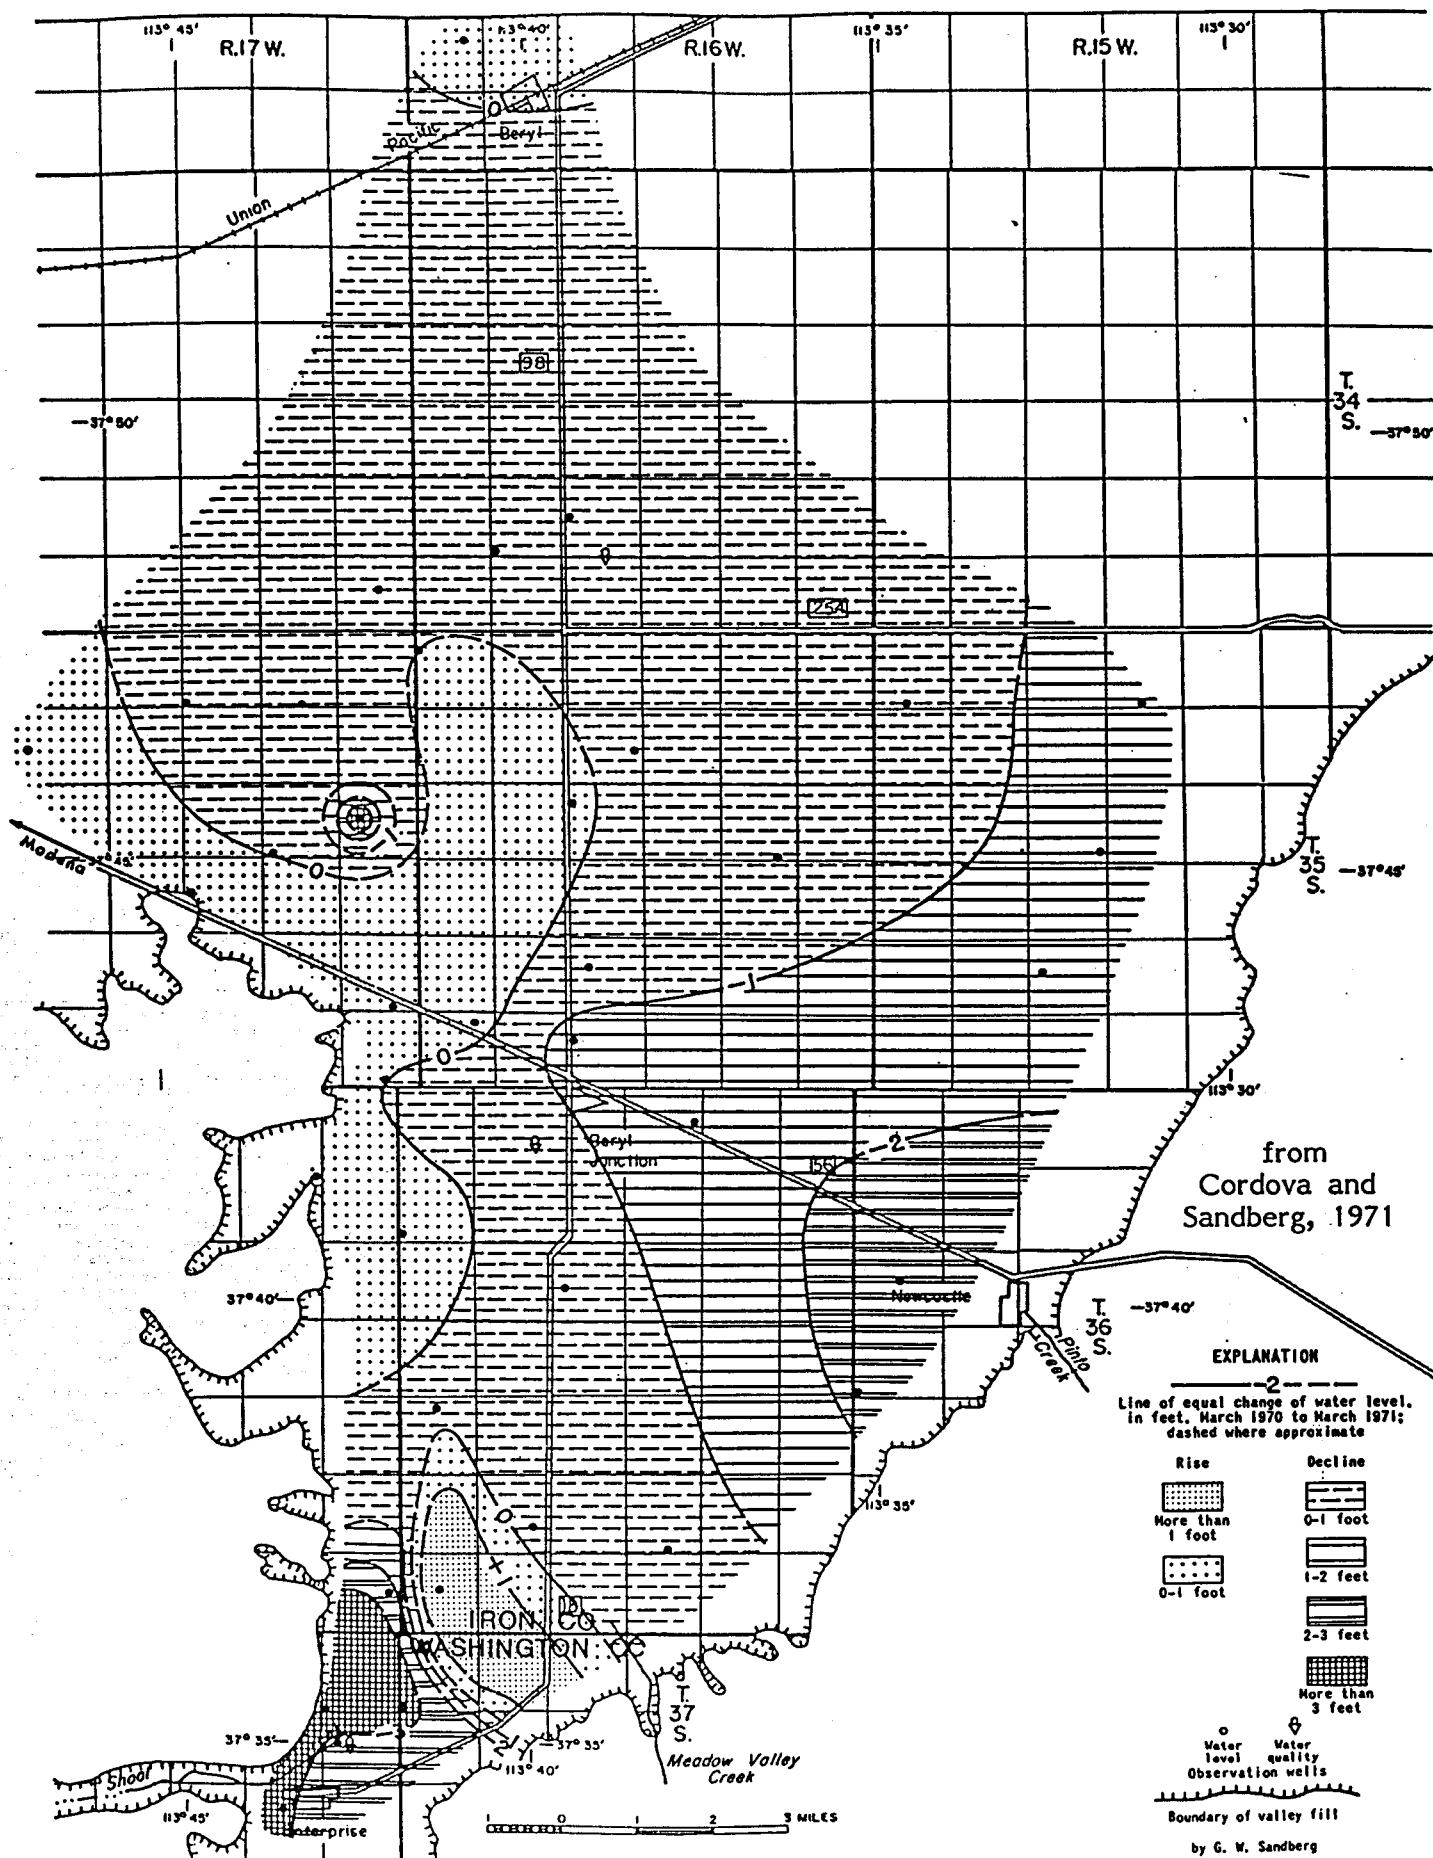 113° 45'
R.17 W.
113° 40'
R.16 W.
113° 35'
R.15 W.
113° 30'
Pacific
Beryl
0
Union
98
T.
34
S.
37° 50'
37° 50'
25A
Modena
0
T.
35
S.
37° 45'
1
0
113° 30'
2
Beryl
Junction
56
from
Cordova and
Sandberg, 1971
37° 40'
Newcastle
T.
36
S.
37° 40'
Pinto
Creek
EXPLANATION
2
Line of equal change of water level,
in feet, March 1970 to March 1971;
dashed where approximate
Rise
Decline
More than
1 foot
0-1 foot
0-1 foot
1-2 feet
2-3 feet
More than
3 feet
113° 35'
0
+1
IRON CO
WASHINGTON CO
T.
37
S.
37° 35'
37° 35'
113° 40'
Meadow Valley
Creek
Water
level
Water
quality
Observation wells
Boundary of valley fill
by G. W. Sandberg
Shoal
113° 45'
Enterprise
1 0 1 2 3 MILES